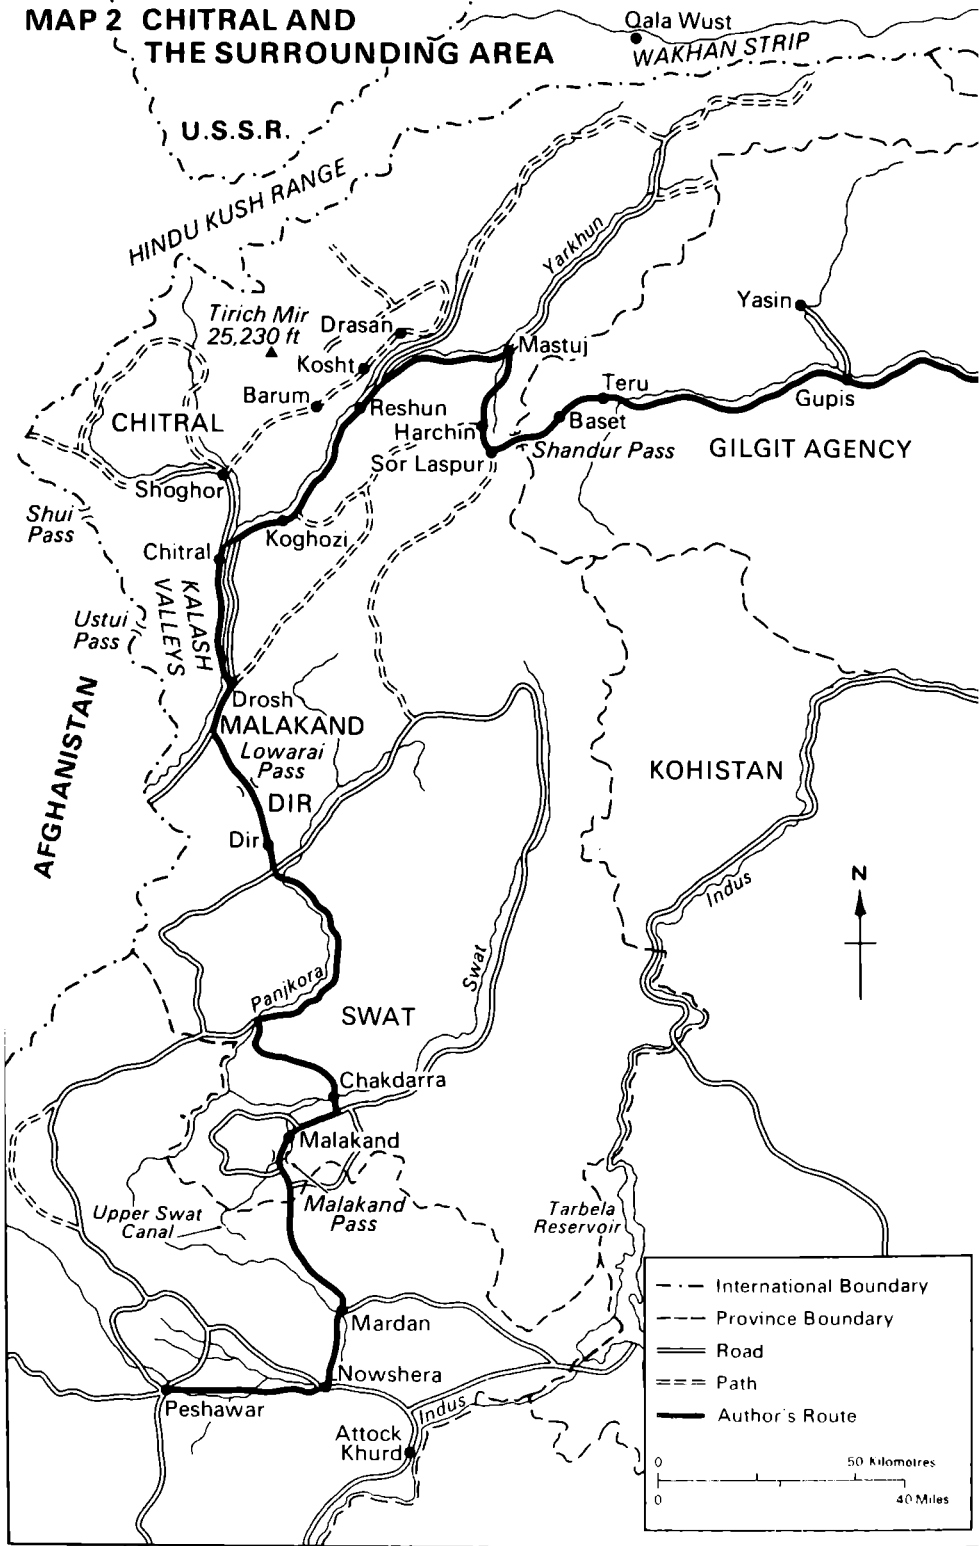 MAP 2 CHITRAL AND
THE SURROUNDING AREA
Qala Wust
WAKHAN STRIP
U.S.S.R.
HINDU KUSH RANGE
Yarkhun
Tirich Mir
25,230 ft
Drasan
Yasin
Kosht
Mastuj
Barum
Teru
Gupis
CHITRAL
Reshun
Harchin
Baset
Sor Laspur
Shandur Pass
GILGIT AGENCY
Shoghor
Shui
Pass
Koghozi
Chitral
KALASH
VALLEYS
Ustui
Pass
AFGHANISTAN
Drosh
MALAKAND
Lowarai
Pass
DIR
KOHISTAN
Dir
Indus
N
Swat
Panjkora
SWAT
Chakdarra
Malakand
Malakand
Pass
Upper Swat
Canal
Tarbela
Reservoir
Mardan
Nowshera
Peshawar
Indus
Attock
Khurd
International Boundary
Province Boundary
Road
Path
Author's Route
0 50 Kilometres
0 40 Miles